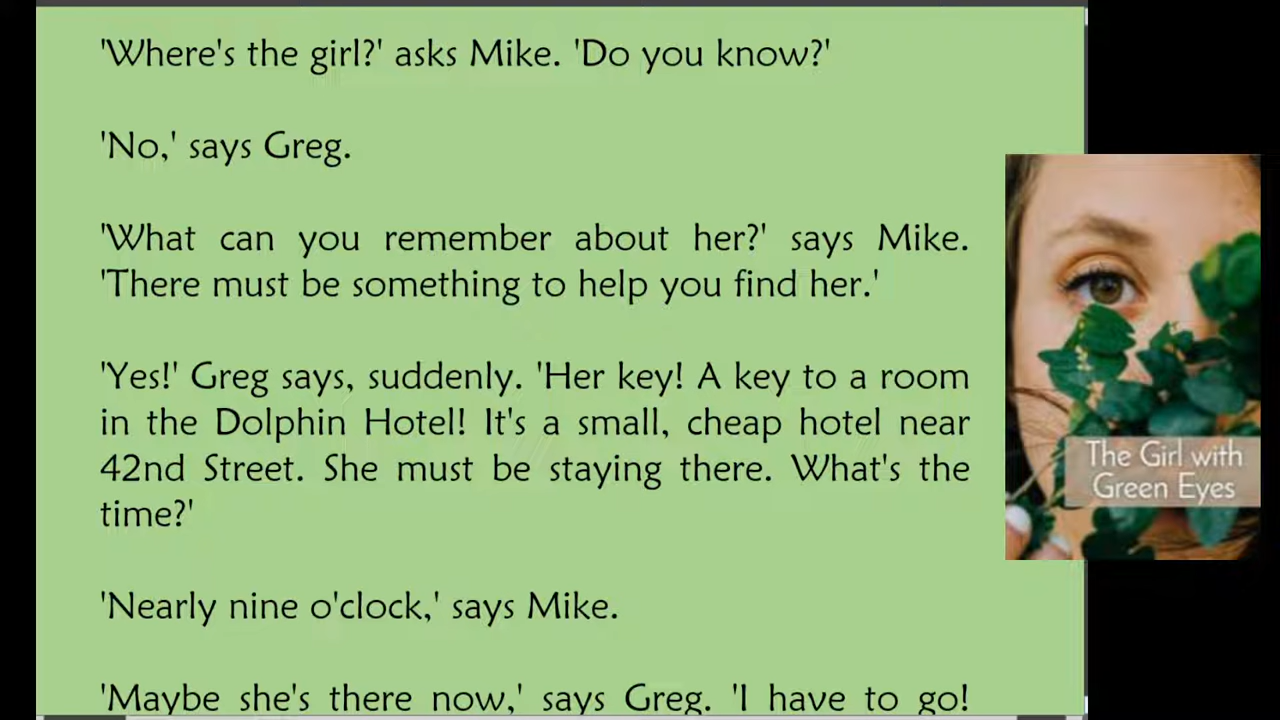 'Where's the girl?' asks Mike. 'Do you know?'
'No,' says Greg.
'What can you remember about her?' says Mike.
'There must be something to help you find her.'
'Yes!' Greg says, suddenly. 'Her key! A key to a room
in the Dolphin Hotel! It's a small, cheap hotel near
42nd Street. She must be staying there. What's the
time?'
'Nearly nine o'clock,' says Mike.
'Maybe she's there now,' says Greg. 'I have to go!
The Girl with
Green Eyes